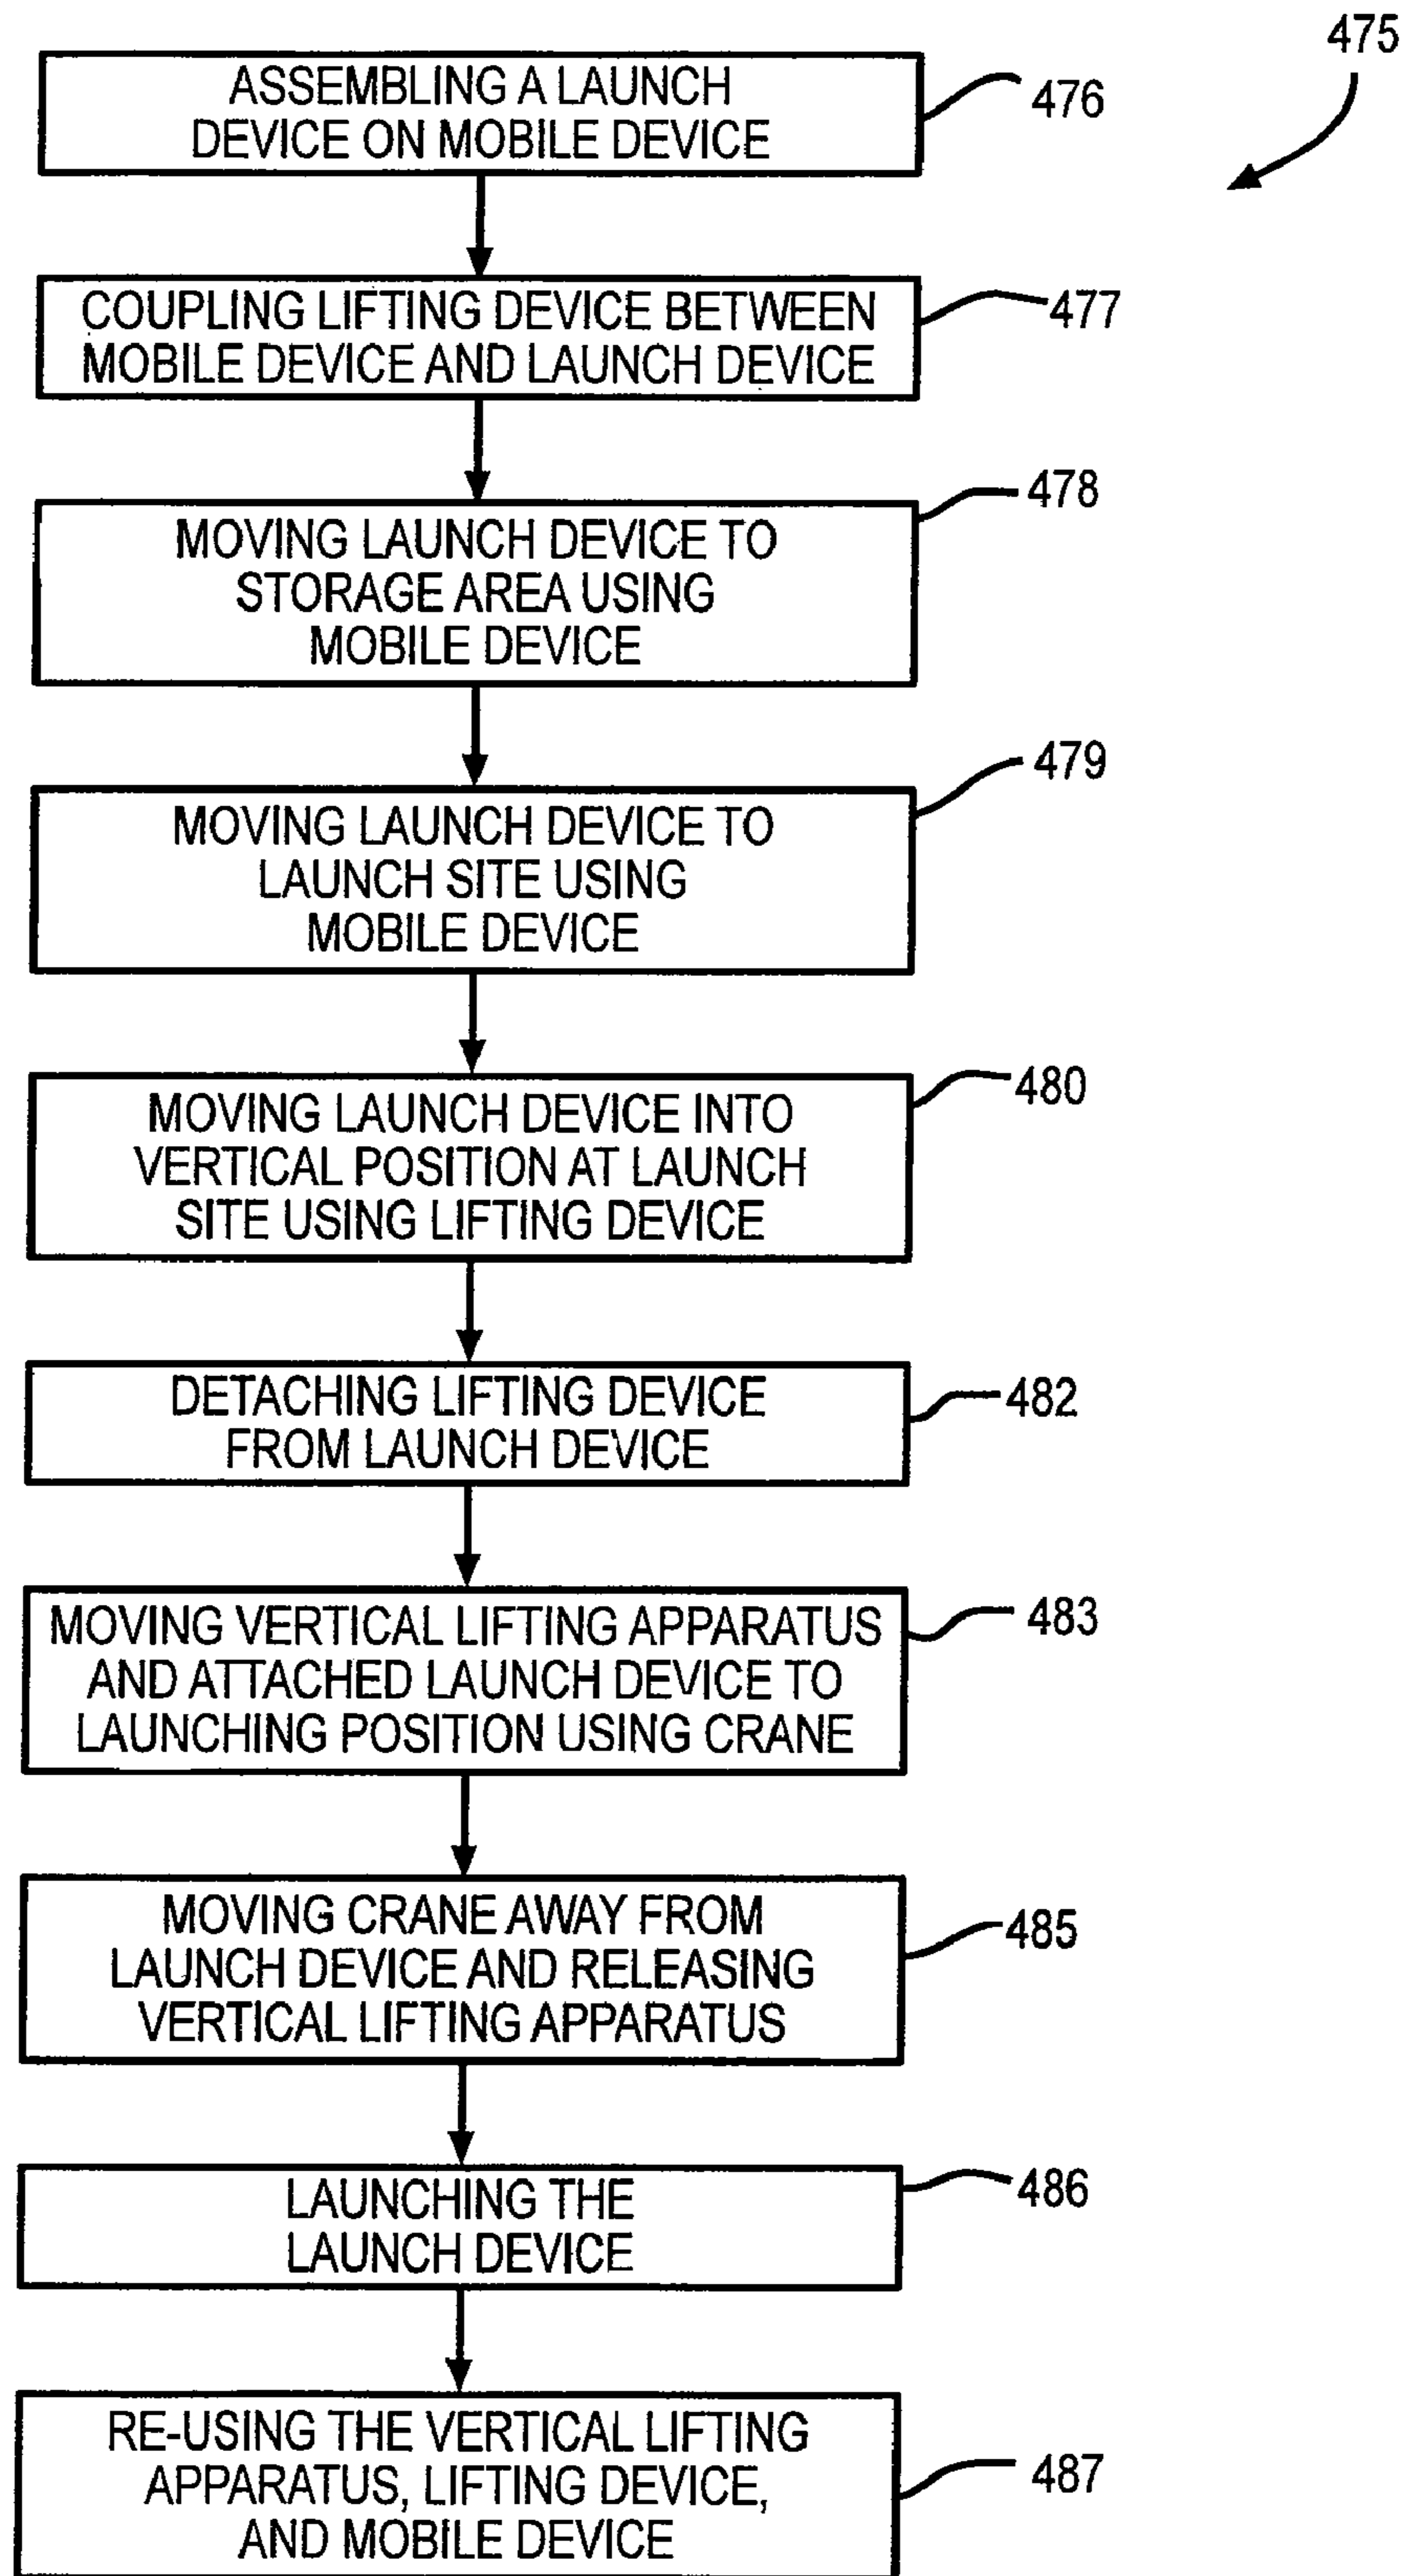 475
ASSEMBLING A LAUNCH
DEVICE ON MOBILE DEVICE
476
COUPLING LIFTING DEVICE BETWEEN
MOBILE DEVICE AND LAUNCH DEVICE
477
MOVING LAUNCH DEVICE TO
STORAGE AREA USING
MOBILE DEVICE
478
MOVING LAUNCH DEVICE TO
LAUNCH SITE USING
MOBILE DEVICE
479
MOVING LAUNCH DEVICE INTO
VERTICAL POSITION AT LAUNCH
SITE USING LIFTING DEVICE
480
DETACHING LIFTING DEVICE
FROM LAUNCH DEVICE
482
MOVING VERTICAL LIFTING APPARATUS
AND ATTACHED LAUNCH DEVICE TO
LAUNCHING POSITION USING CRANE
483
MOVING CRANE AWAY FROM
LAUNCH DEVICE AND RELEASING
VERTICAL LIFTING APPARATUS
485
LAUNCHING THE
LAUNCH DEVICE
486
RE-USING THE VERTICAL LIFTING
APPARATUS, LIFTING DEVICE,
AND MOBILE DEVICE
487